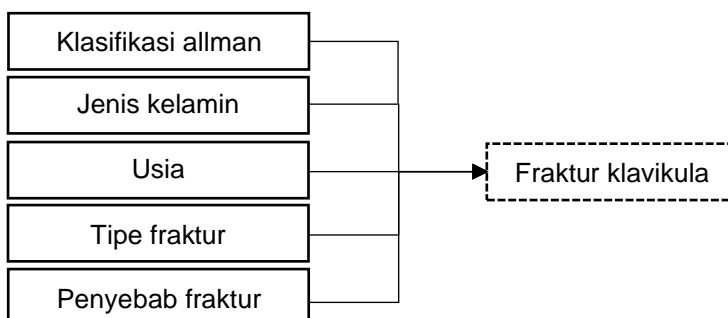 Klasifikasi allman
Jenis kelamin
Usia
Tipe fraktur
Penyebab fraktur
Fraktur klavikula